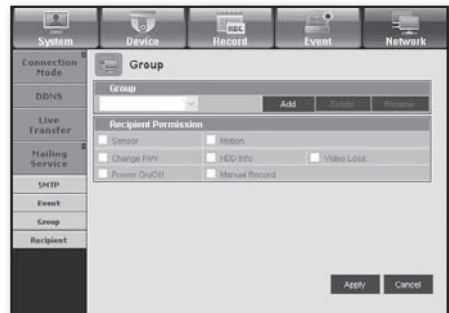 REC
System Device Record Event Network
Connection Mode
DDNS
Live Transfer
Mailing Service
SMTP
Event
Group
Recipient
Group
Group
Add Delete Rename
Recipient Permission
Sensor Motion
Change P/W HDD Info Video Loss
Power On/Off Manual Record
Apply Cancel